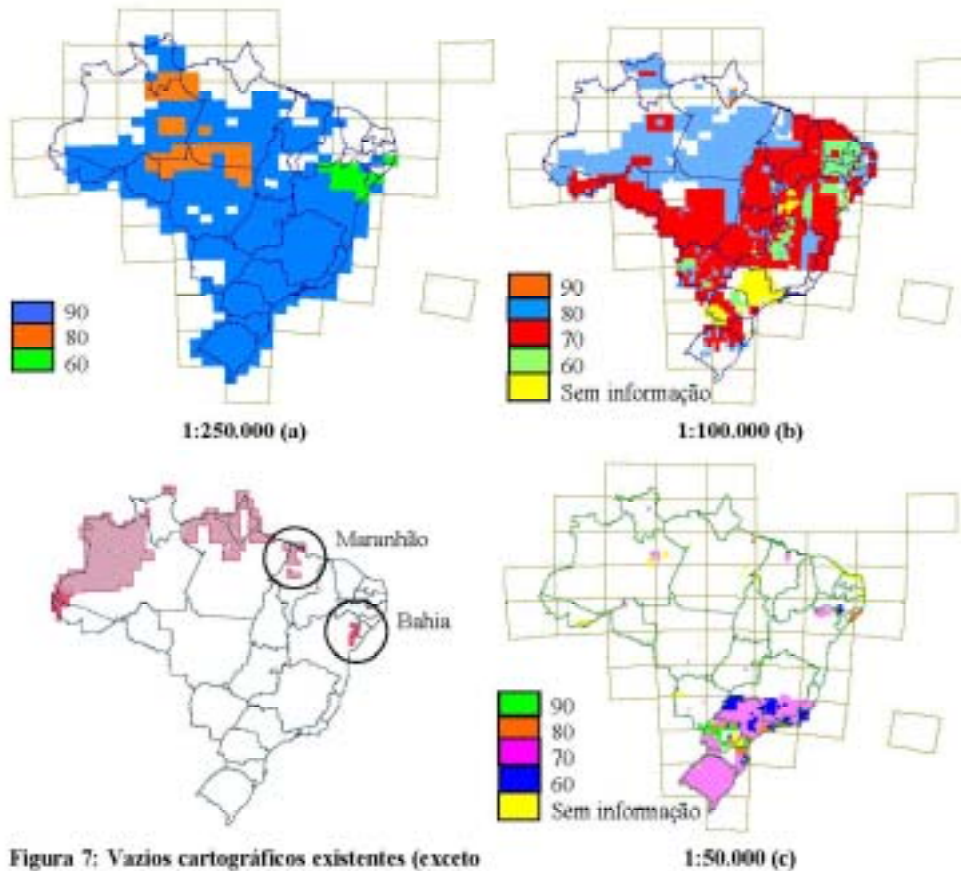 90
80
60
1:250.000 (a)
90
80
70
60
Sem informação
1:100.000 (b)
Maranhão
Bahia
Figura 7: Vazios cartográficos existentes (exceto
90
80
70
60
Sem informação
1:50.000 (c)